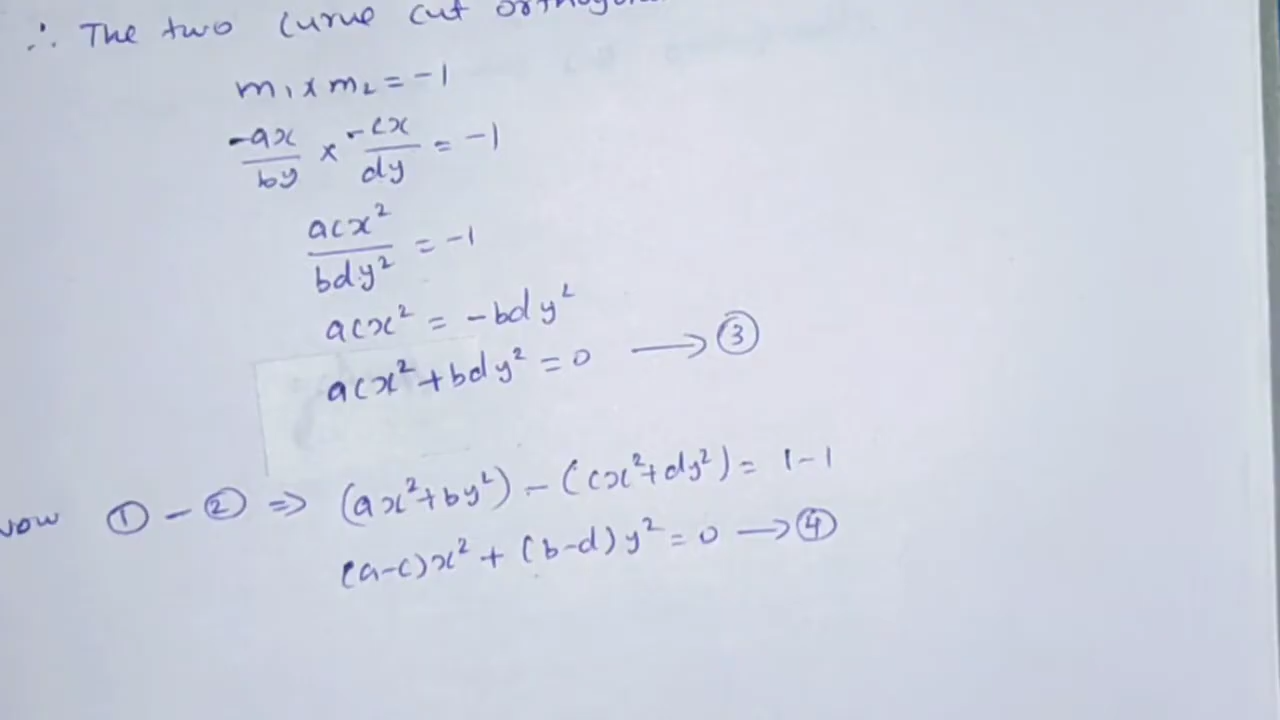 ∴ The two curve cut
m₁ x m₂ = -1
-ax/by x -cx/dy = -1
acx²/bdy² = -1
acx² = -bdy²
acx² + bdy² = 0 → ③
now ① - ② ⇒ (ax² + by²) - (cx² + dy²) = 1 - 1
(a-c)x² + (b-d)y² = 0 → ④